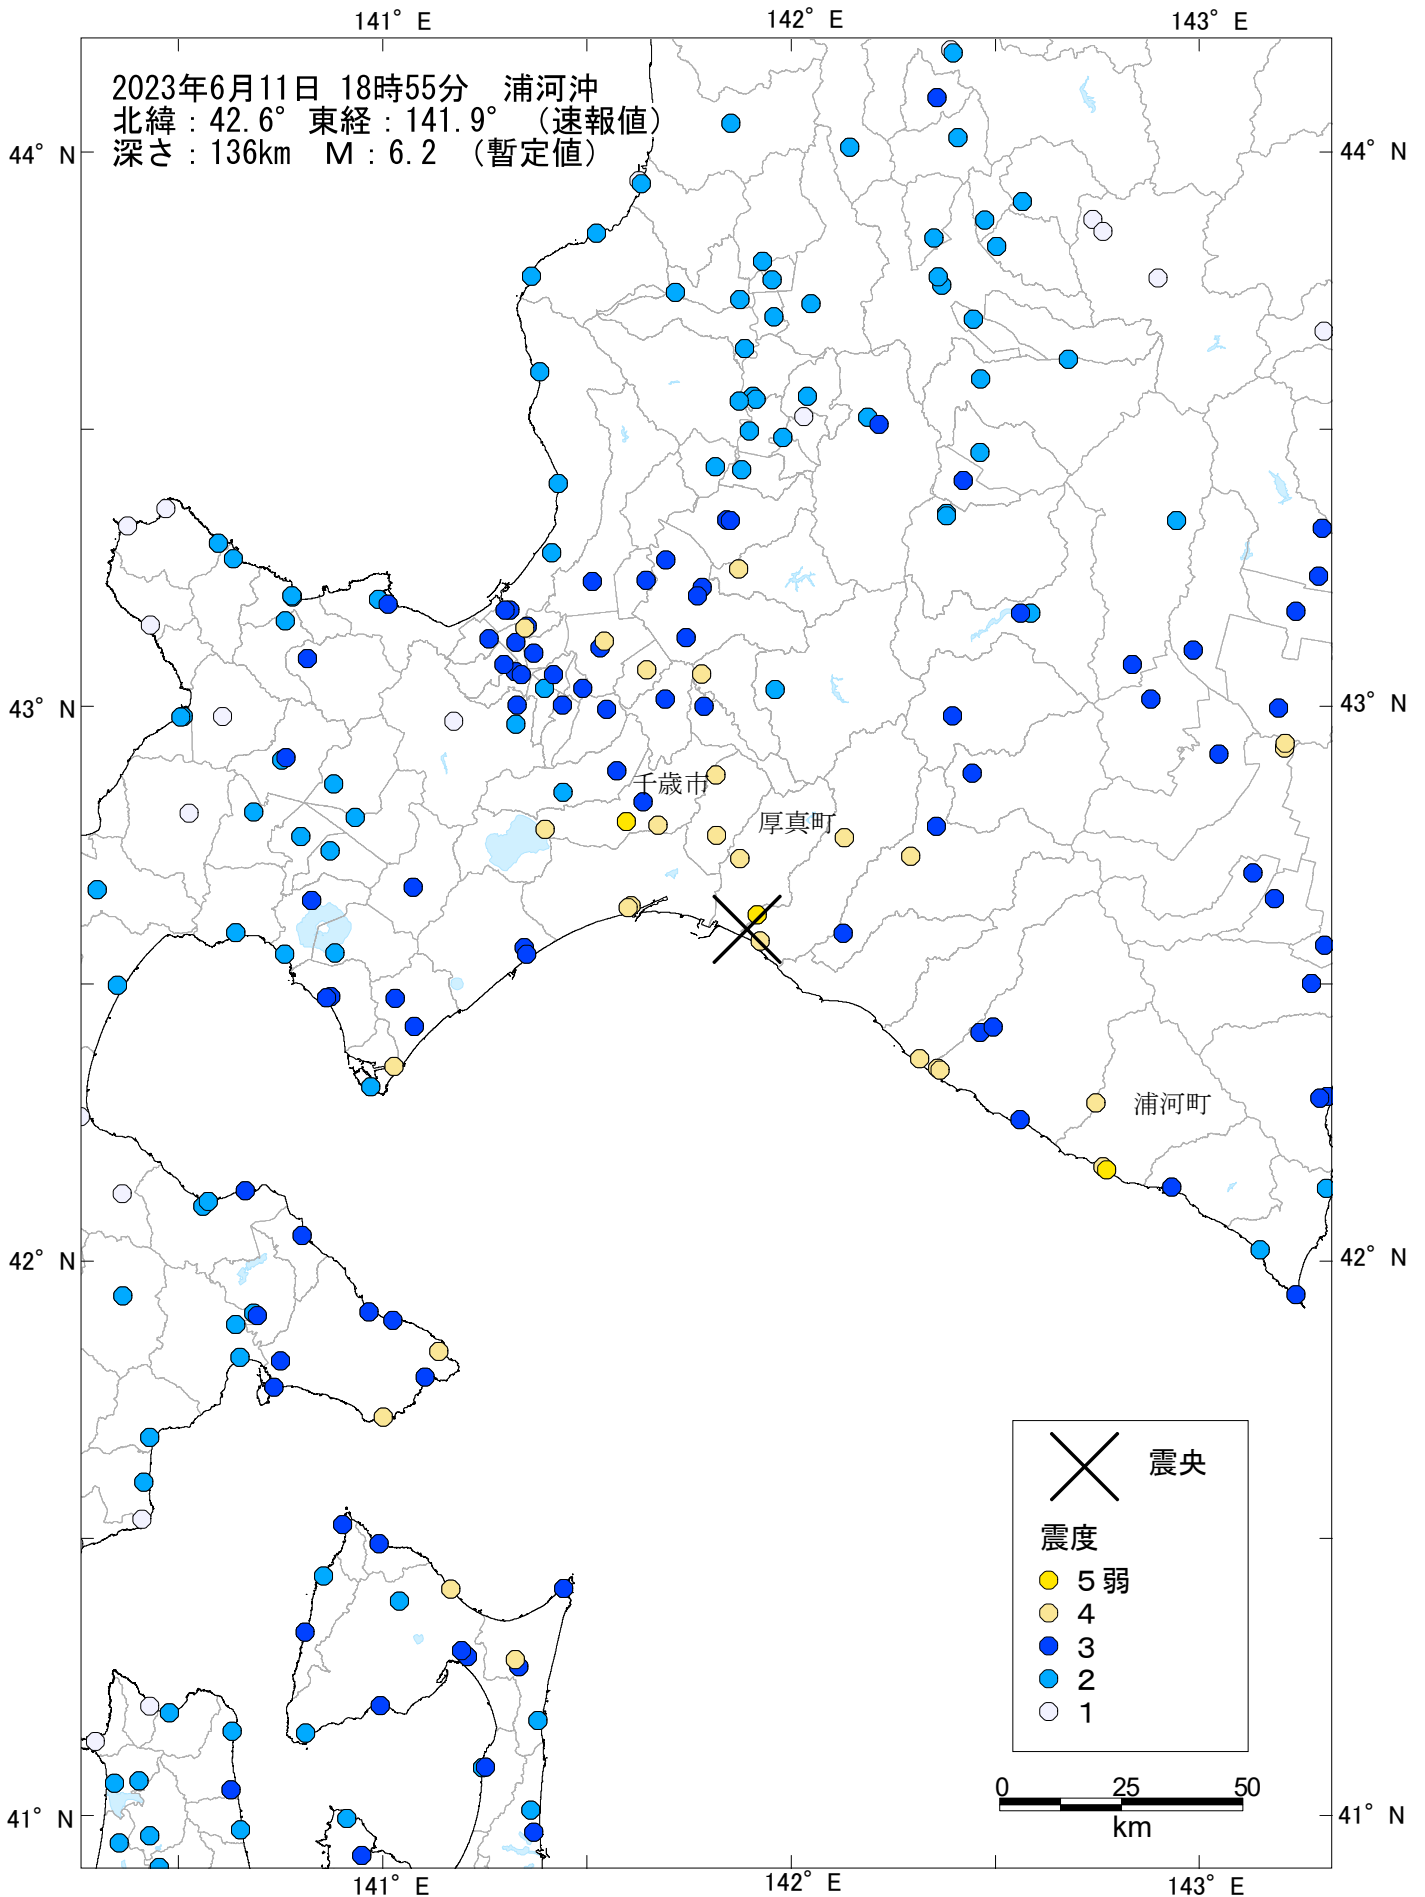 141° E 142° E 143° E
2023年6月11日 18時55分 浦河沖
北緯：42.6° 東経：141.9° （速報値）
深さ：136km M：6.2 （暫定値）
44° N 44° N
43° N 43° N
千歳市
厚真町
浦河町
42° N 42° N
震央
震度
５弱
４
３
２
１
0 25 50
km
41° N 41° N
141° E 142° E 143° E